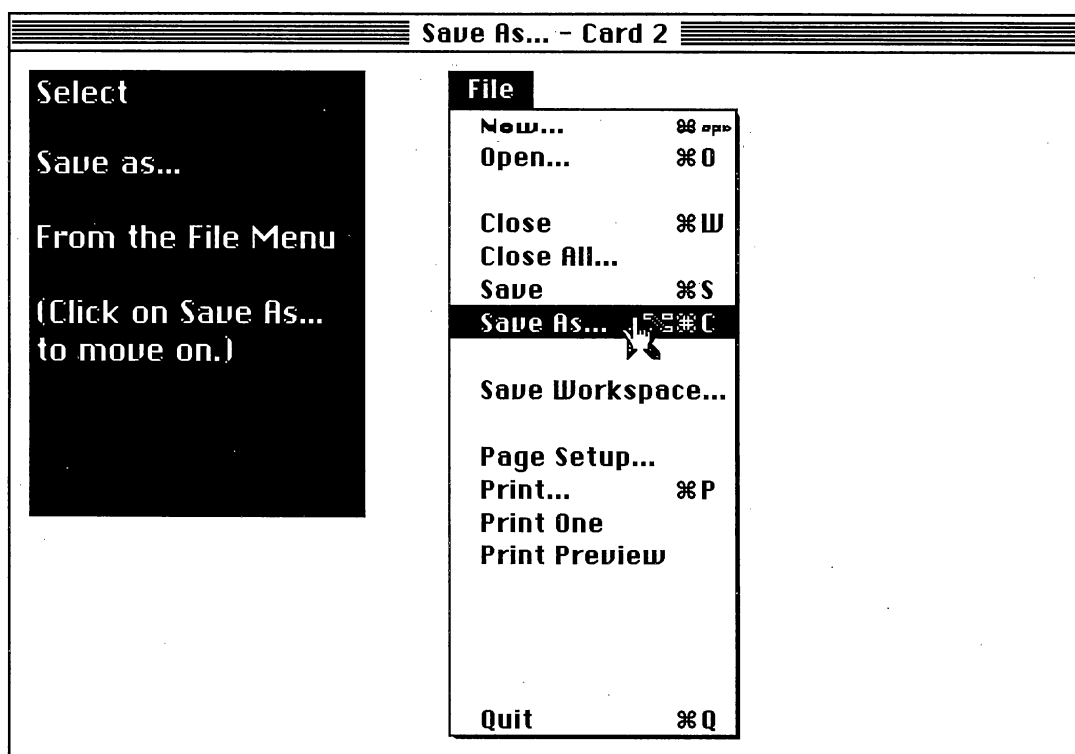 Save As... - Card 2
Select
Save as...
From the File Menu
(Click on Save As...
to move on.)
File
New... ⌘
Open... ⌘O
Close ⌘W
Close All...
Save ⌘S
Save As... ⌘C
Save Workspace...
Page Setup...
Print... ⌘P
Print One
Print Preview
Quit ⌘Q